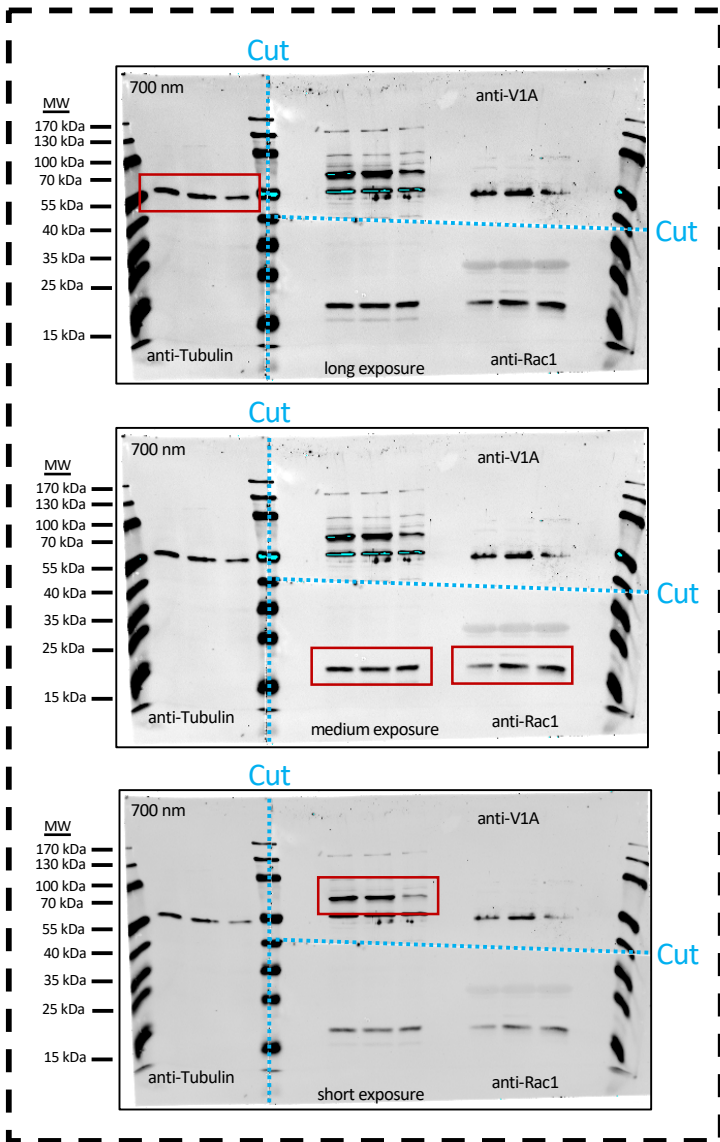 Cut
700 nm
anti-V1A
MW
170 kDa
130 kDa
100 kDa
70 kDa
55 kDa
40 kDa
Cut
35 kDa
25 kDa
15 kDa
anti-Tubulin
long exposure
anti-Rac1
Cut
700 nm
anti-V1A
MW
170 kDa
130 kDa
100 kDa
70 kDa
55 kDa
40 kDa
Cut
35 kDa
25 kDa
15 kDa
anti-Tubulin
medium exposure
anti-Rac1
Cut
700 nm
anti-V1A
MW
170 kDa
130 kDa
100 kDa
70 kDa
55 kDa
40 kDa
Cut
35 kDa
25 kDa
15 kDa
anti-Tubulin
short exposure
anti-Rac1